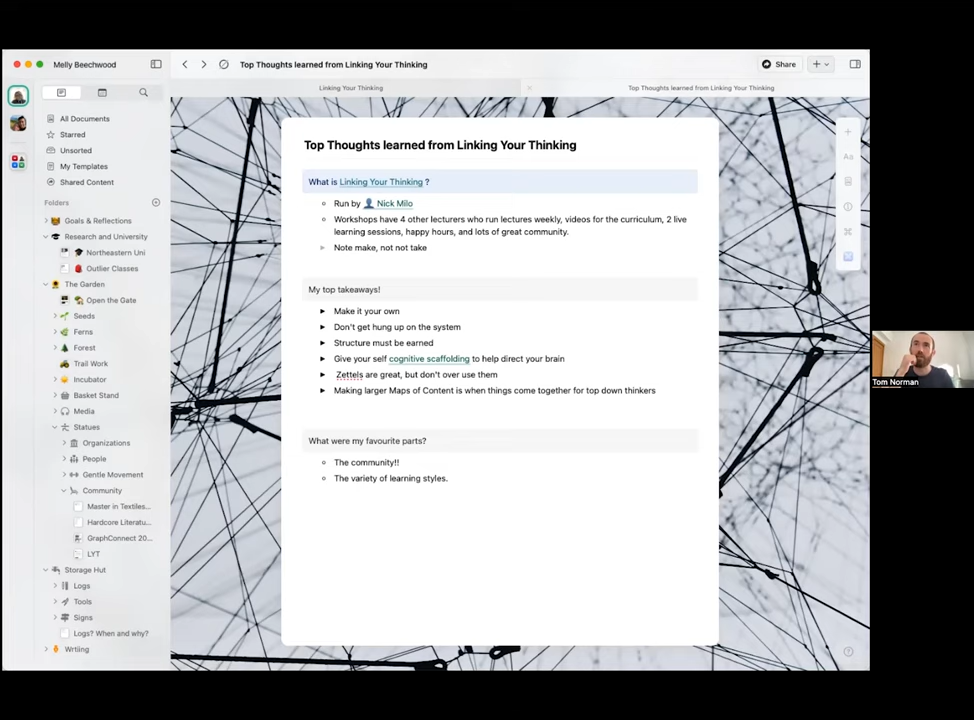 Melly Beechwood
Top Thoughts learned from Linking Your Thinking
Share
Linking Your Thinking
Top Thoughts learned from Linking Your Thinking
All Documents
Starred
Unsorted
My Templates
Shared Content
Folders
Goals & Reflections
Research and University
Northeastern Uni
Outlier Classes
The Garden
Open the Gate
Seeds
Ferns
Forest
Trail Work
Incubator
Basket Stand
Media
Statues
Organizations
People
Gentle Movement
Community
Master in Textiles...
Hardcore Literatu...
GraphConnect 20...
LYT
Storage Hut
Logs
Tools
Signs
Logs? When and why?
Writing
Top Thoughts learned from Linking Your Thinking
What is Linking Your Thinking ?
Run by Nick Milo
Workshops have 4 other lecturers who run lectures weekly, videos for the curriculum, 2 live
learning sessions, happy hours, and lots of great community.
Note make, not not take
My top takeaways!
Make it your own
Don't get hung up on the system
Structure must be earned
Give your self cognitive scaffolding to help direct your brain
Zettels are great, but don't over use them
Making larger Maps of Content is when things come together for top down thinkers
What were my favourite parts?
The community!!
The variety of learning styles.
Aa
Tom Norman